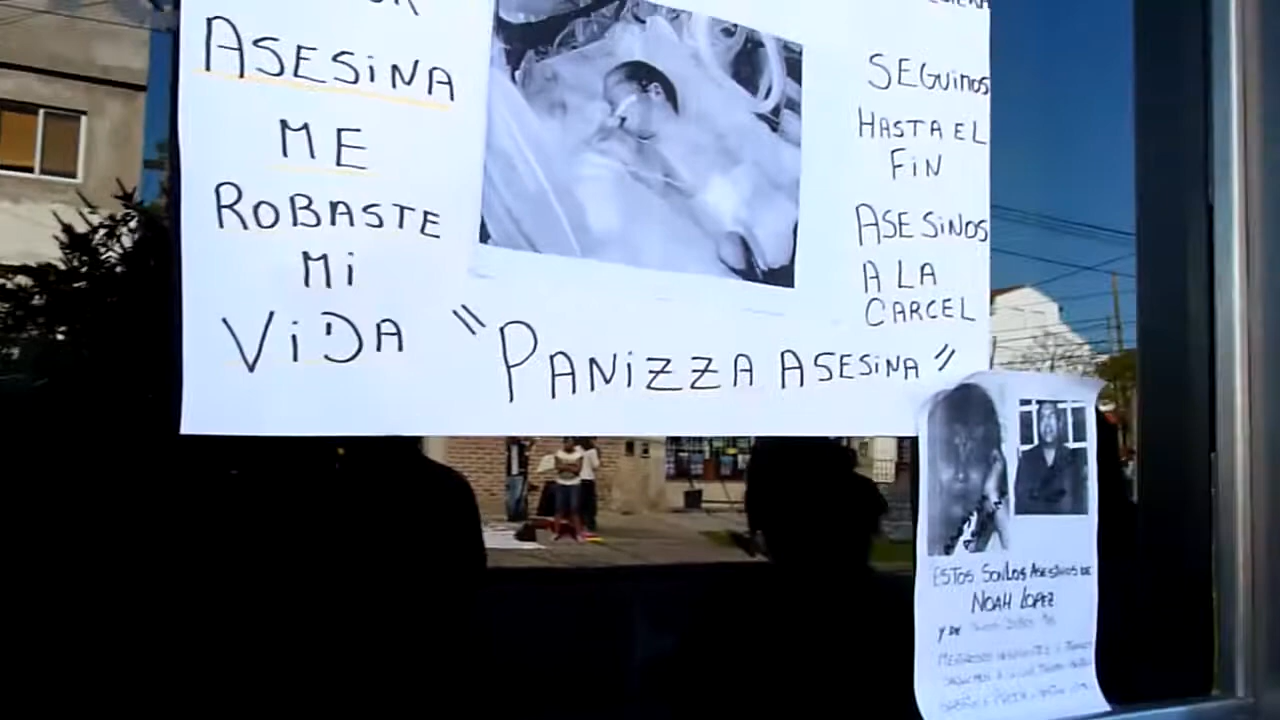 ASESiNA
ME
ROBASTE
Mi
ViDA
SEGUiNOS
HASTA EL
FiN
ASESiNOS
A LA
CARCEL
"PANiZZA ASESiNA"
ESTOS SON LOS ASESINOS DE
NOAH LOPEZ
Y DE